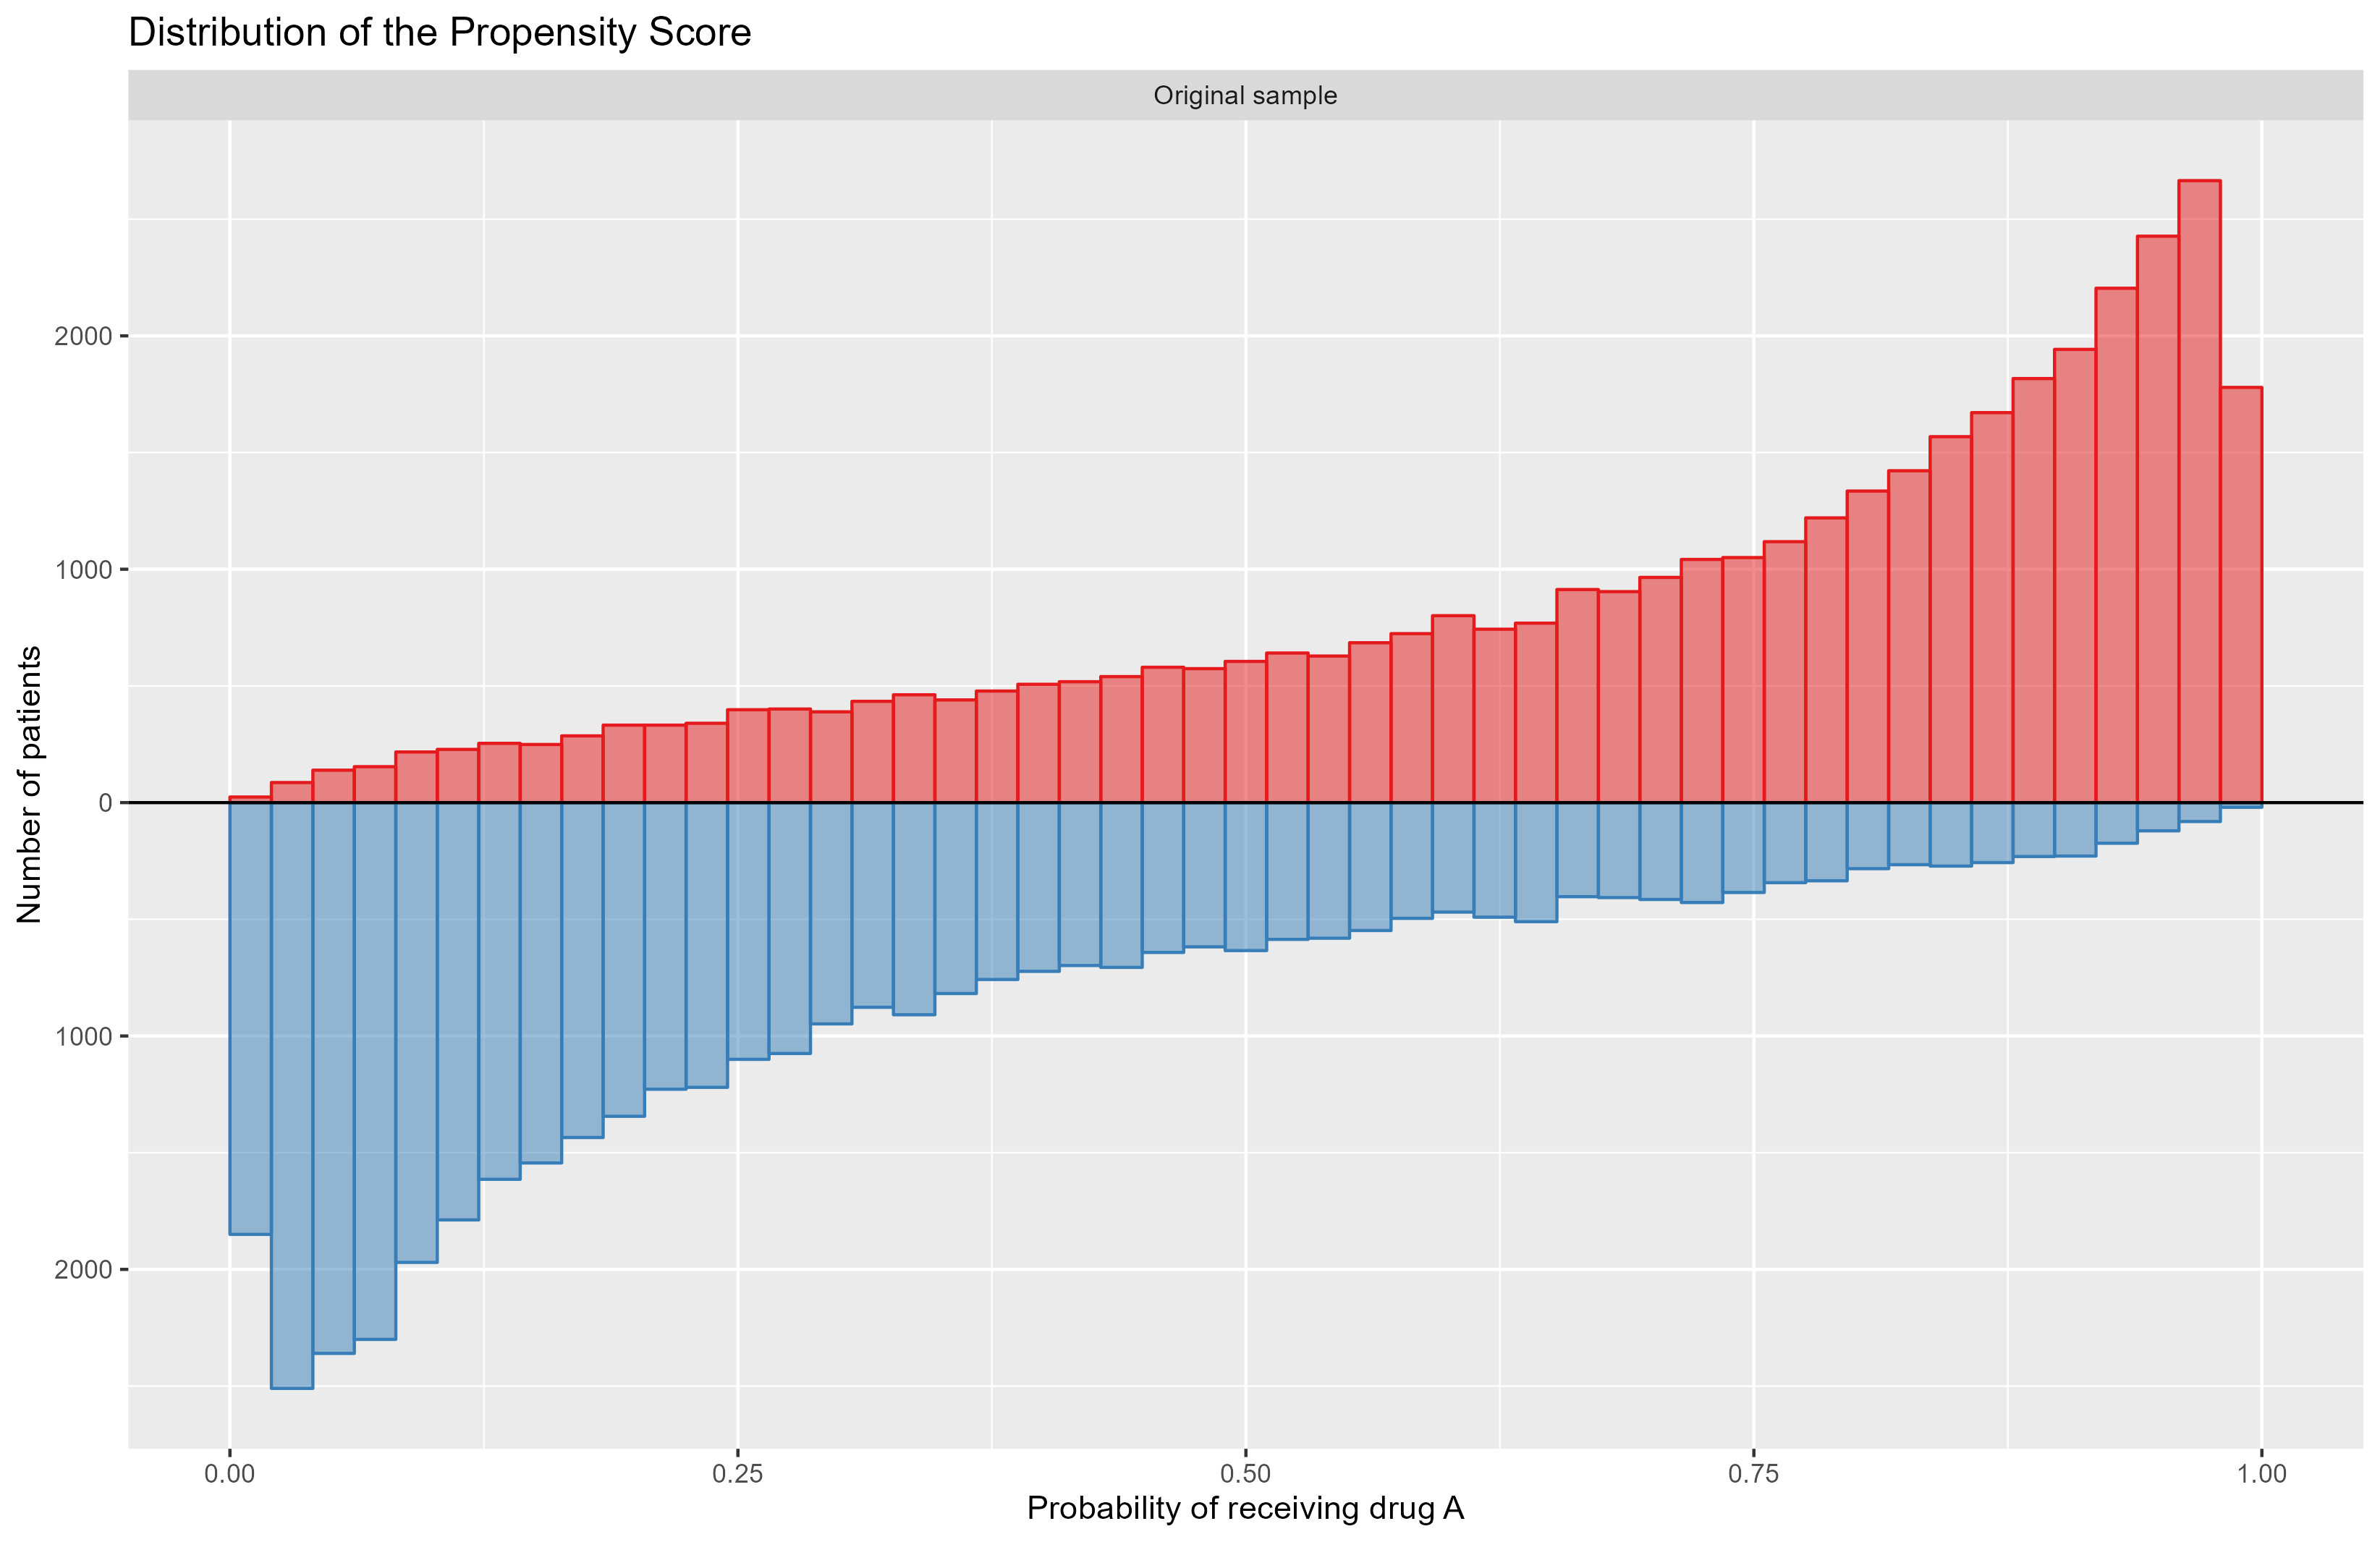 Distribution of the Propensity Score
Original sample
Number of patients
2000
1000
0
1000
2000
0.00
0.25
0.50
0.75
1.00
Probability of receiving drug A